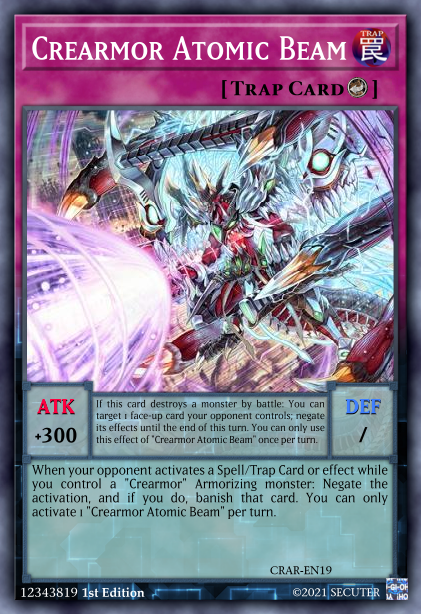 CREARMOR ATOMIC BEAM
TRAP
罠
[TRAP CARD]
ATK
+300
If this card destroys a monster by battle: You can
target 1 face-up card your opponent controls; negate
its effects until the end of this turn. You can only use
this effect of "Crearmor Atomic Beam" once per turn.
DEF
/
When your opponent activates a Spell/Trap Card or effect while
you control a "Crearmor" Armorizing monster: Negate the
activation, and if you do, banish that card. You can only
activate 1 "Crearmor Atomic Beam" per turn.
CRAR-EN19
12343819 1st Edition
©2021 SECUTER